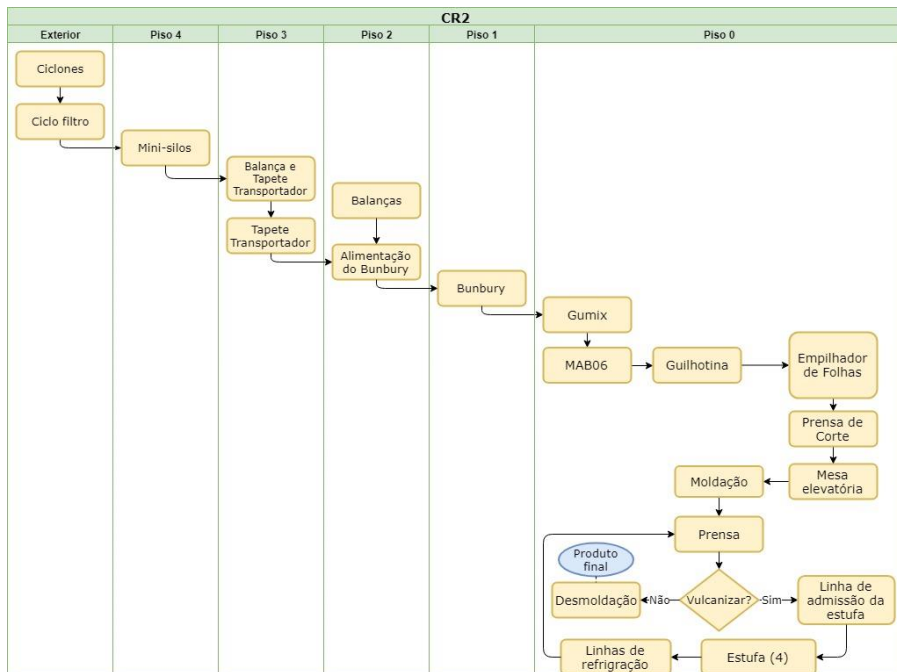 CR2
Exterior
Piso 4
Piso 3
Piso 2
Piso 1
Piso 0
Ciclones
Ciclo filtro
Mini-silos
Balança e
Tapete
Transportador
Balanças
Tapete
Transportador
Alimentação
do Bunbury
Bunbury
Gumix
MAB06
Guilhotina
Empilhador
de Folhas
Prensa de
Corte
Mesa
elevatória
Moldação
Prensa
Produto
final
Desmoldação
Não
Vulcanizar?
Sim
Linha de
admissão da
estufa
Linhas de
refrigração
Estufa (4)